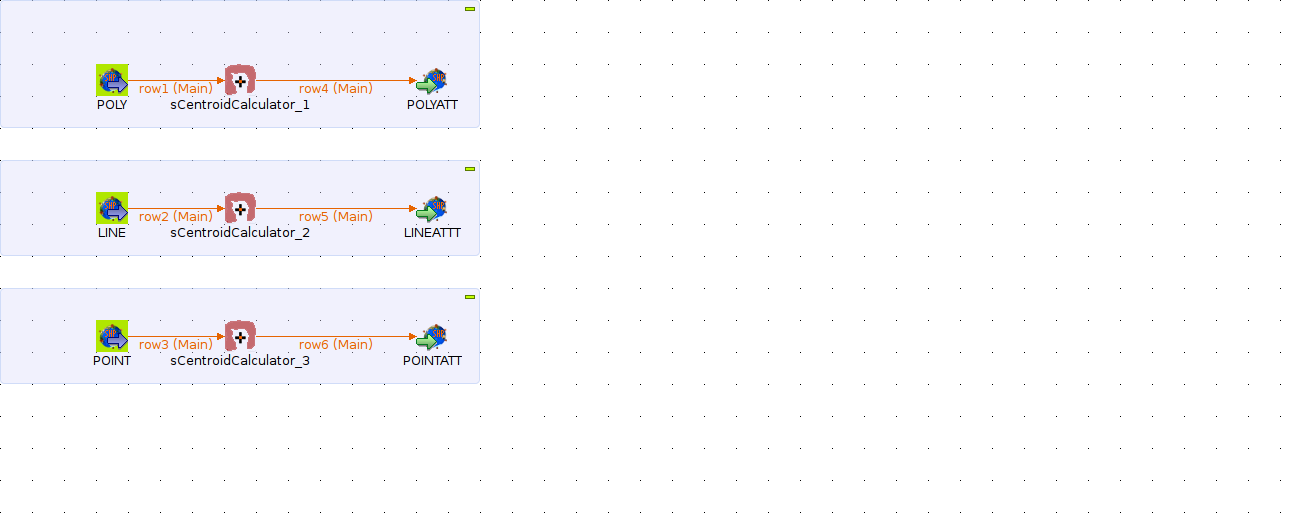 row1 (Main)
row4 (Main)
POLY
sCentroidCalculator_1
POLYATT
row2 (Main)
row5 (Main)
LINE
sCentroidCalculator_2
LINEATTT
row3 (Main)
row6 (Main)
POINT
sCentroidCalculator_3
POINTATT